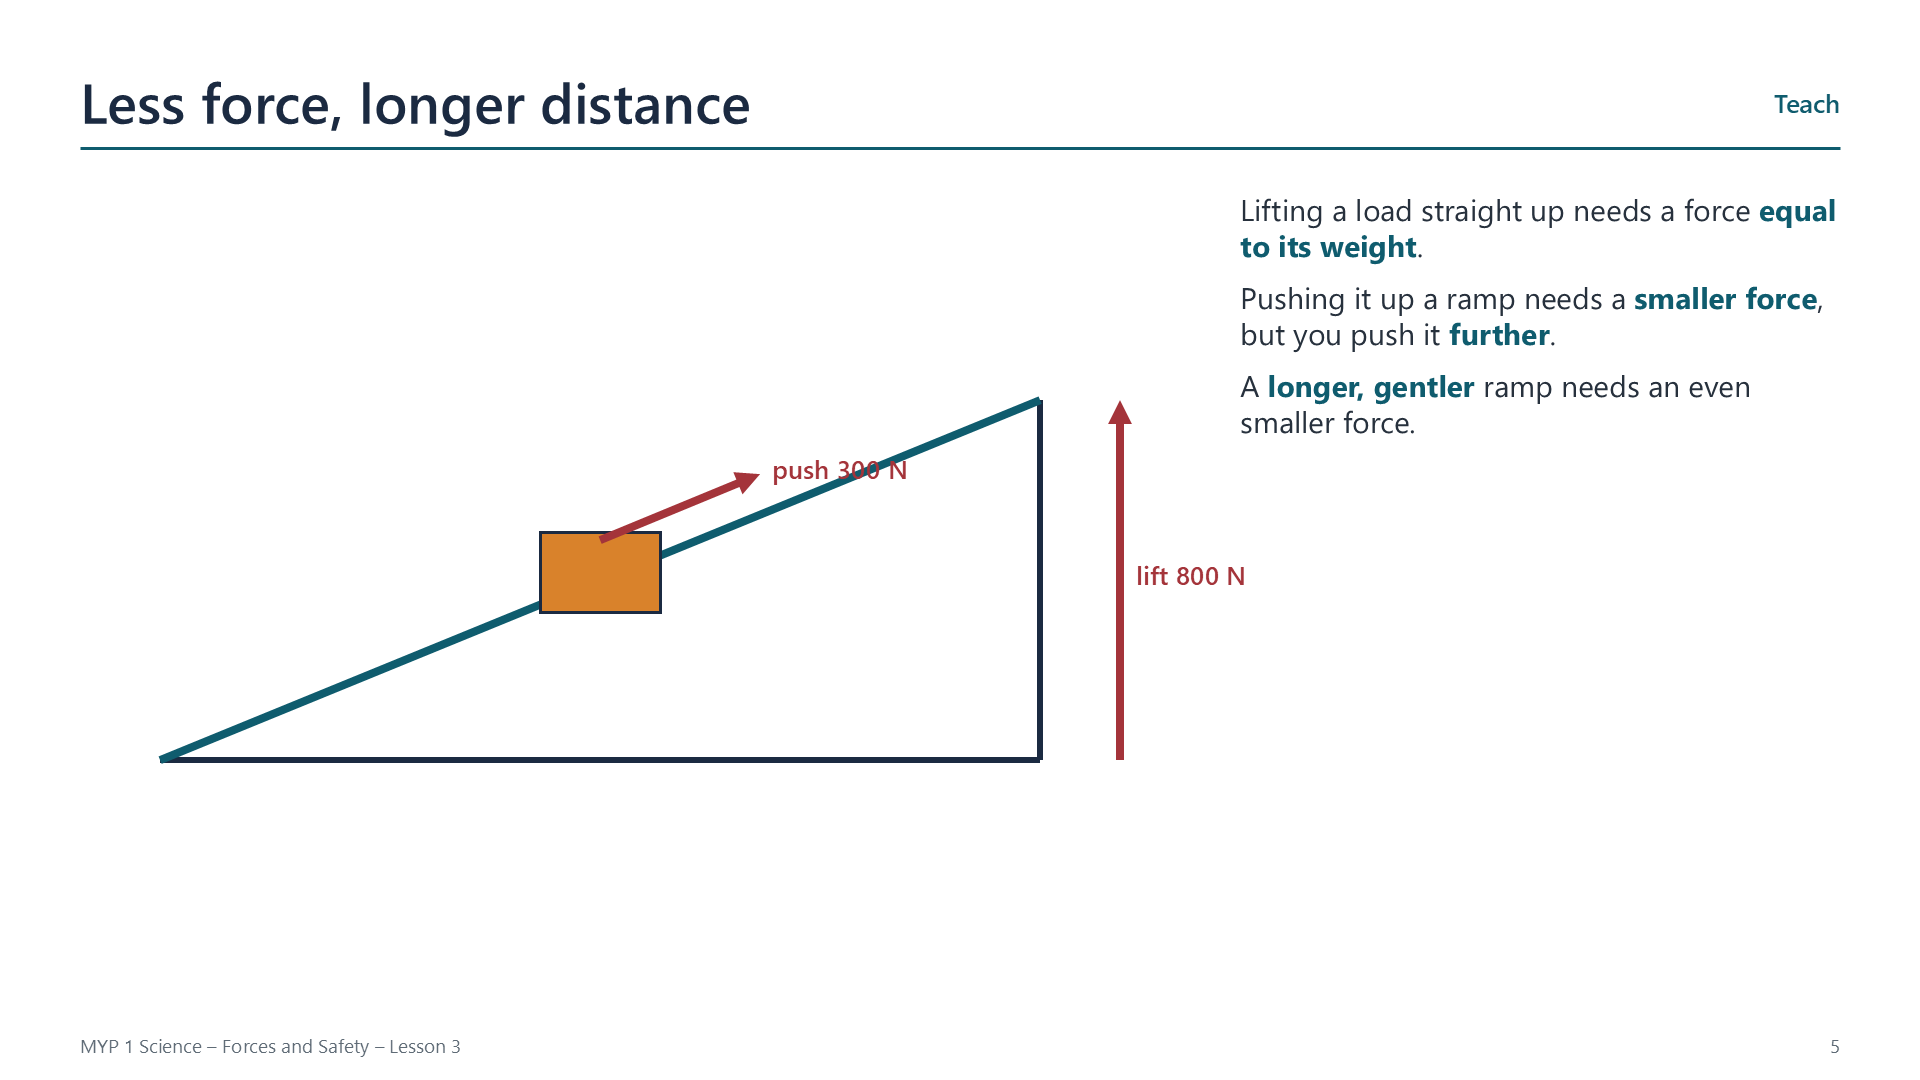 Less force, longer distance
Teach
Lifting a load straight up needs a force equal
to its weight.
Pushing it up a ramp needs a smaller force,
but you push it further.
A longer, gentler ramp needs an even
smaller force.
push 300 N
lift 800 N
MYP 1 Science – Forces and Safety – Lesson 3
5